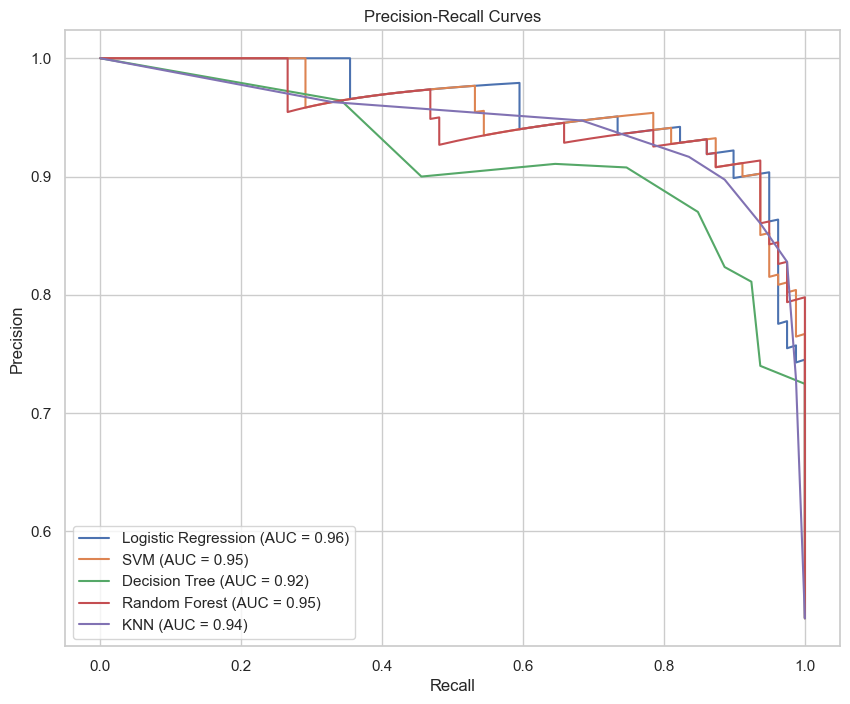 Precision-Recall Curves
1.0
0.9
0.8
0.7
0.6
Precision
Logistic Regression (AUC = 0.96)
SVM (AUC = 0.95)
Decision Tree (AUC = 0.92)
Random Forest (AUC = 0.95)
KNN (AUC = 0.94)
0.0 0.2 0.4 0.6 0.8 1.0
Recall